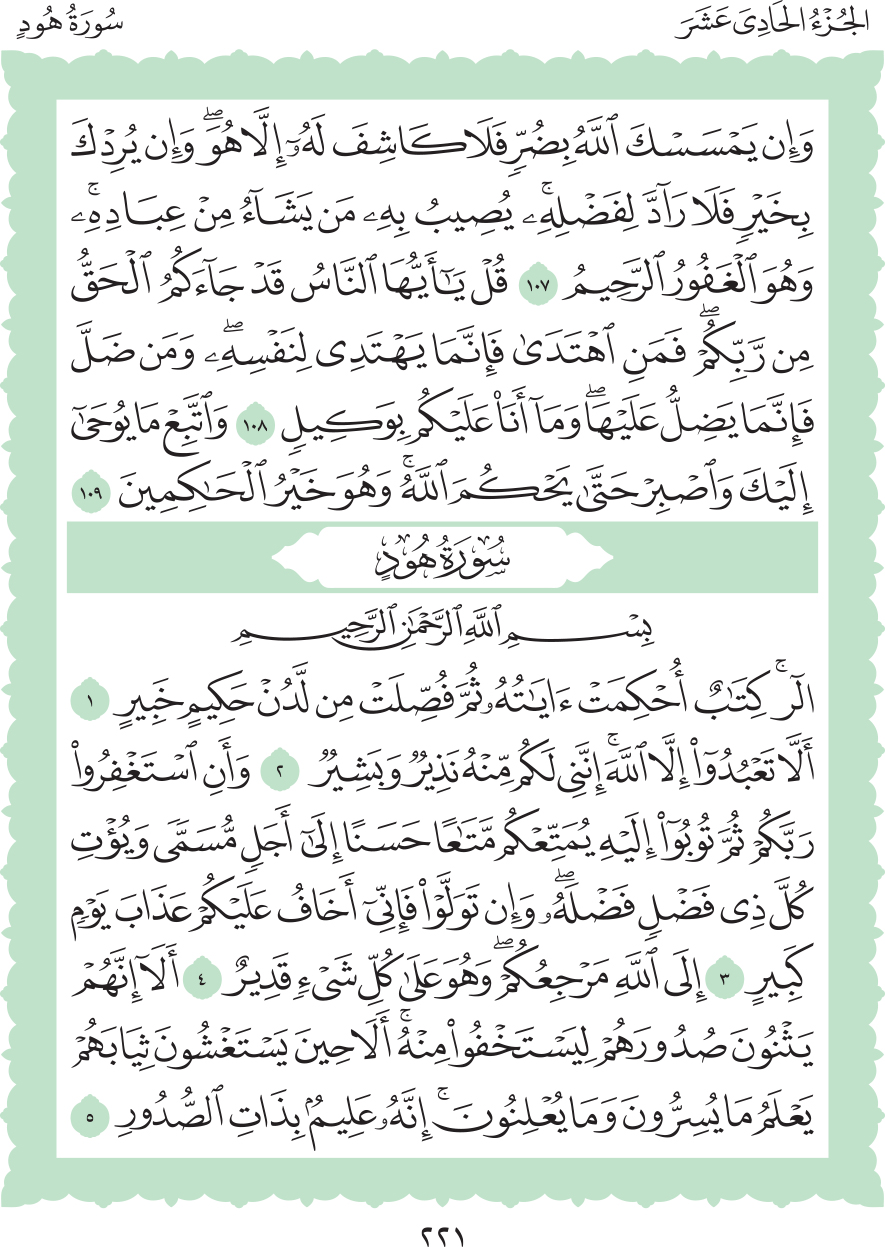 الجُزْءُ الحَادِىَ عَشَرَ
سُورَةُ هُودٍ
وَإِن يَمْسَسْكَ ٱللَّهُ بِضُرٍّ فَلَا كَاشِفَ لَهُۥٓ إِلَّا هُوَۖ وَإِن يُرِدْكَ
بِخَيْرٍ فَلَا رَآدَّ لِفَضْلِهِۦۚ يُصِيبُ بِهِۦ مَن يَشَآءُ مِنْ عِبَادِهِۦۚ
وَهُوَ ٱلْغَفُورُ ٱلرَّحِيمُ ١٠٧ قُلْ يَٰٓأَيُّهَا ٱلنَّاسُ قَدْ جَآءَكُمُ ٱلْحَقُّ
مِن رَّبِّكُمْۖ فَمَنِ ٱهْتَدَىٰ فَإِنَّمَا يَهْتَدِى لِنَفْسِهِۦۖ وَمَن ضَلَّ
فَإِنَّمَا يَضِلُّ عَلَيْهَاۖ وَمَآ أَنَا۠ عَلَيْكُم بِوَكِيلٍ ١٠٨ وَٱتَّبِعْ مَا يُوحَىٰٓ
إِلَيْكَ وَٱصْبِرْ حَتَّىٰ يَحْكُمَ ٱللَّهُۚ وَهُوَ خَيْرُ ٱلْحَٰكِمِينَ ١٠٩
سُورَةُ هُودٍ
بِسْمِ ٱللَّهِ ٱلرَّحْمَٰنِ ٱلرَّحِيمِ
الٓرۚ كِتَٰبٌ أُحْكِمَتْ ءَايَٰتُهُۥ ثُمَّ فُصِّلَتْ مِن لَّدُنْ حَكِيمٍ خَبِيرٍ ١
أَلَّا تَعْبُدُوٓا۟ إِلَّا ٱللَّهَۚ إِنَّنِى لَكُم مِّنْهُ نَذِيرٌ وَبَشِيرٌ ٢ وَأَنِ ٱسْتَغْفِرُوا۟
رَبَّكُمْ ثُمَّ تُوبُوٓا۟ إِلَيْهِ يُمَتِّعْكُم مَّتَٰعًا حَسَنًا إِلَىٰٓ أَجَلٍ مُّسَمًّى وَيُؤْتِ
كُلَّ ذِى فَضْلٍ فَضْلَهُۥۖ وَإِن تَوَلَّوْا۟ فَإِنِّىٓ أَخَافُ عَلَيْكُمْ عَذَابَ يَوْمٍ
كَبِيرٍ ٣ إِلَى ٱللَّهِ مَرْجِعُكُمْۖ وَهُوَ عَلَىٰ كُلِّ شَىْءٍ قَدِيرٌ ٤ أَلَآ إِنَّهُمْ
يَثْنُونَ صُدُورَهُمْ لِيَسْتَخْفُوا۟ مِنْهُۚ أَلَا حِينَ يَسْتَغْشُونَ ثِيَابَهُمْ
يَعْلَمُ مَا يُسِرُّونَ وَمَا يُعْلِنُونَۚ إِنَّهُۥ عَلِيمٌۢ بِذَاتِ ٱلصُّدُورِ ٥
٢٢١